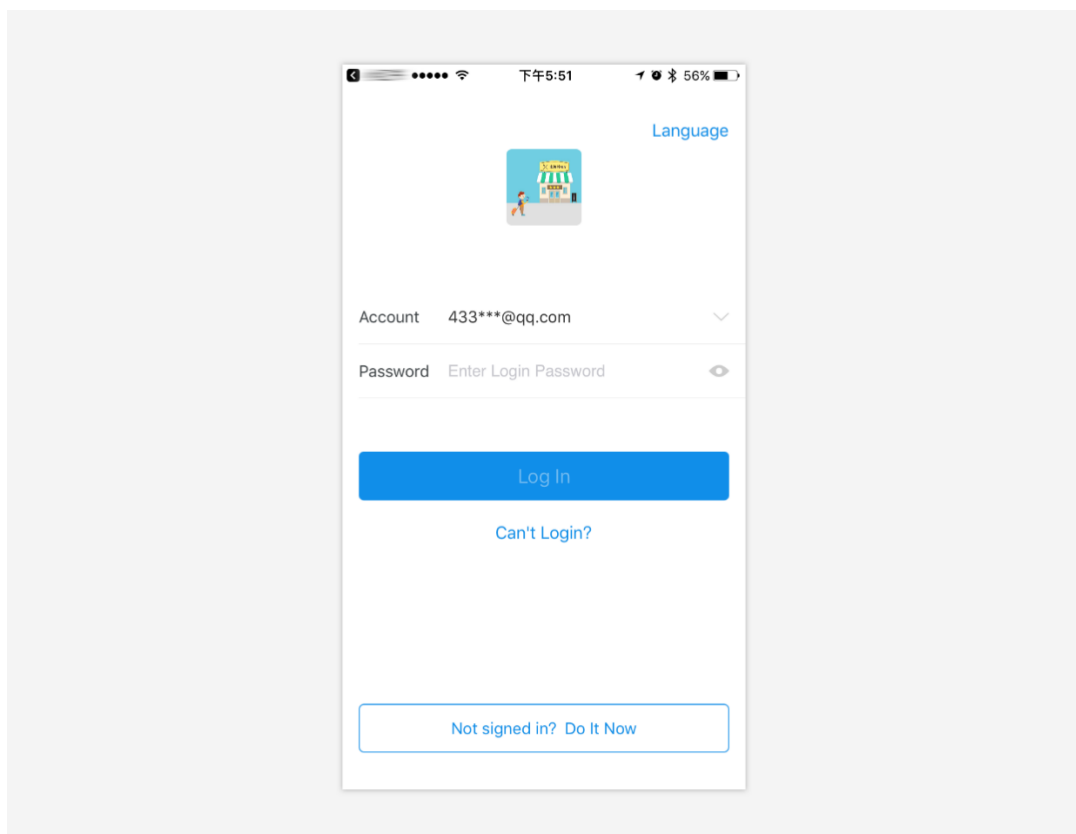 下午5:51 56%
Language
Account 433***@qq.com
Password Enter Login Password
Log In
Can't Login?
Not signed in? Do It Now